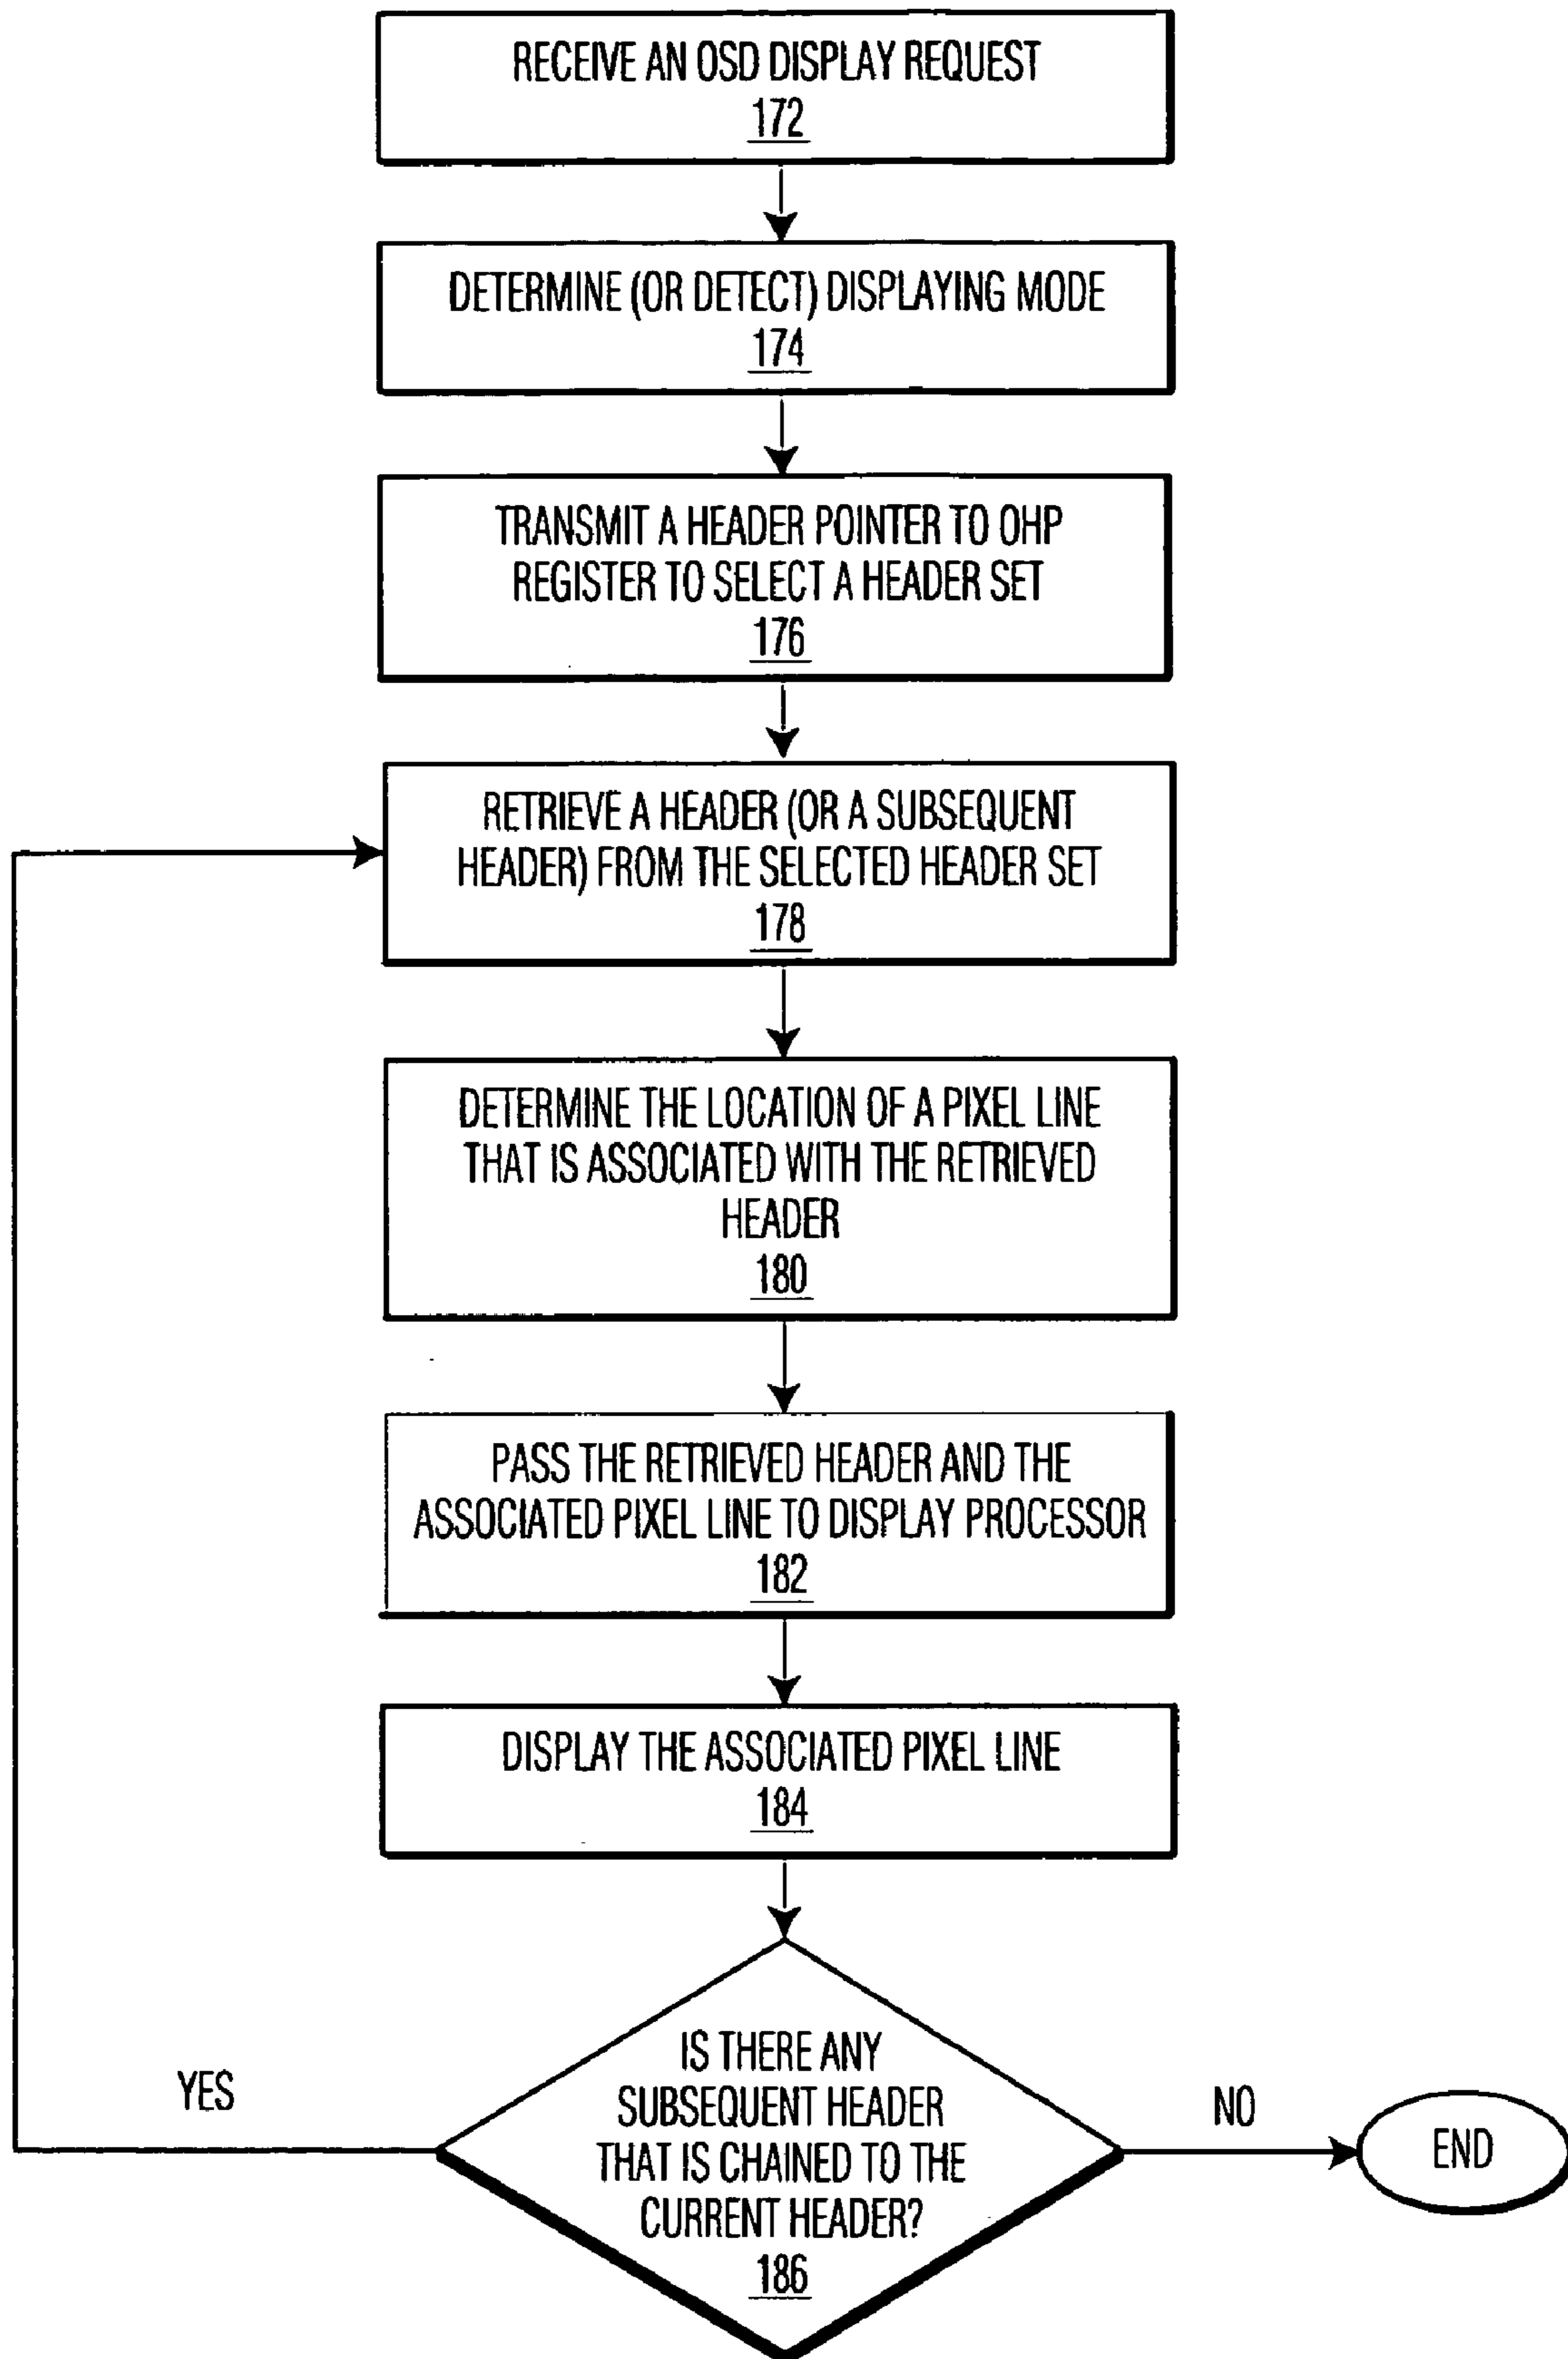 RECEIVE AN OSD DISPLAY REQUEST
172
DETERMINE (OR DETECT) DISPLAYING MODE
174
TRANSMIT A HEADER POINTER TO OHP
REGISTER TO SELECT A HEADER SET
176
RETRIEVE A HEADER (OR A SUBSEQUENT
HEADER) FROM THE SELECTED HEADER SET
178
DETERMINE THE LOCATION OF A PIXEL LINE
THAT IS ASSOCIATED WITH THE RETRIEVED
HEADER
180
PASS THE RETRIEVED HEADER AND THE
ASSOCIATED PIXEL LINE TO DISPLAY PROCESSOR
182
DISPLAY THE ASSOCIATED PIXEL LINE
184
IS THERE ANY
SUBSEQUENT HEADER
THAT IS CHAINED TO THE
CURRENT HEADER?
186
YES
NO
END